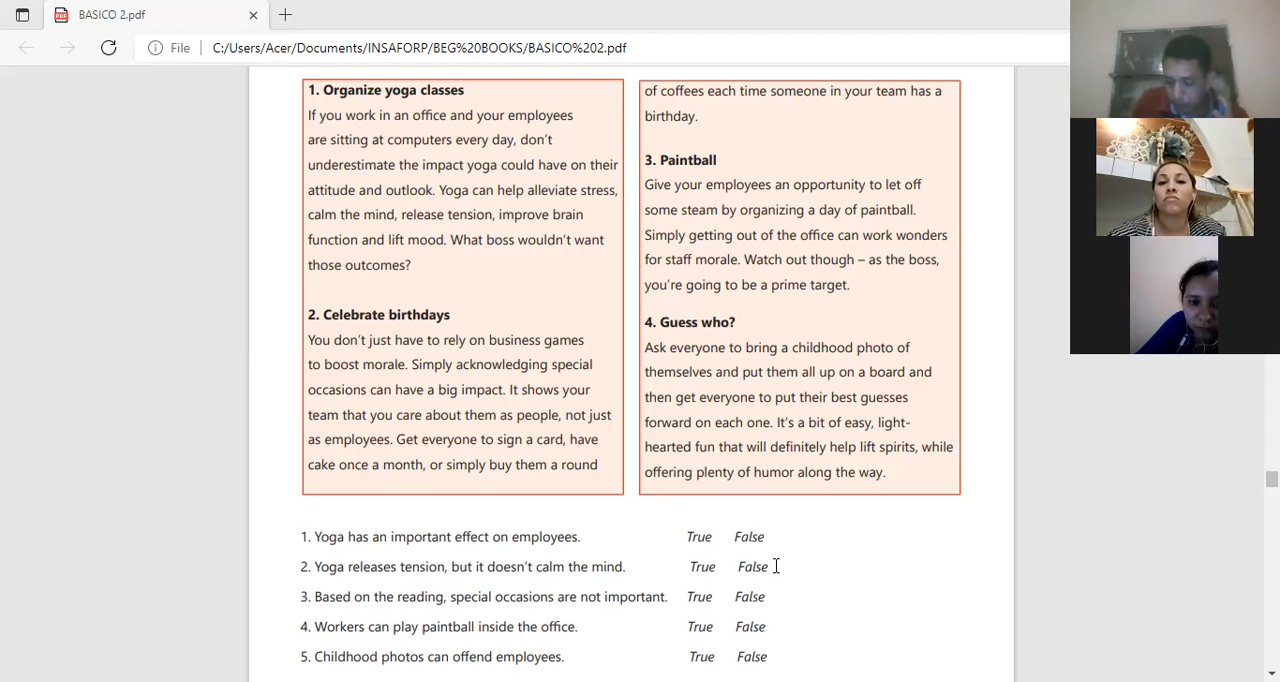 BASICO 2.pdf
File
C:/Users/Acer/Documents/INSAFORP/BEG%20BOOKS/BASICO%202.pdf
1. Organize yoga classes
If you work in an office and your employees
are sitting at computers every day, don't
underestimate the impact yoga could have on their
attitude and outlook. Yoga can help alleviate stress,
calm the mind, release tension, improve brain
function and lift mood. What boss wouldn't want
those outcomes?
2. Celebrate birthdays
You don't just have to rely on business games
to boost morale. Simply acknowledging special
occasions can have a big impact. It shows your
team that you care about them as people, not just
as employees. Get everyone to sign a card, have
cake once a month, or simply buy them a round
of coffees each time someone in your team has a
birthday.
3. Paintball
Give your employees an opportunity to let off
some steam by organizing a day of paintball.
Simply getting out of the office can work wonders
for staff morale. Watch out though – as the boss,
you're going to be a prime target.
4. Guess who?
Ask everyone to bring a childhood photo of
themselves and put them all up on a board and
then get everyone to put their best guesses
forward on each one. It's a bit of easy, light-
hearted fun that will definitely help lift spirits, while
offering plenty of humor along the way.
1. Yoga has an important effect on employees. True False
2. Yoga releases tension, but it doesn't calm the mind. True False
3. Based on the reading, special occasions are not important. True False
4. Workers can play paintball inside the office. True False
5. Childhood photos can offend employees. True False